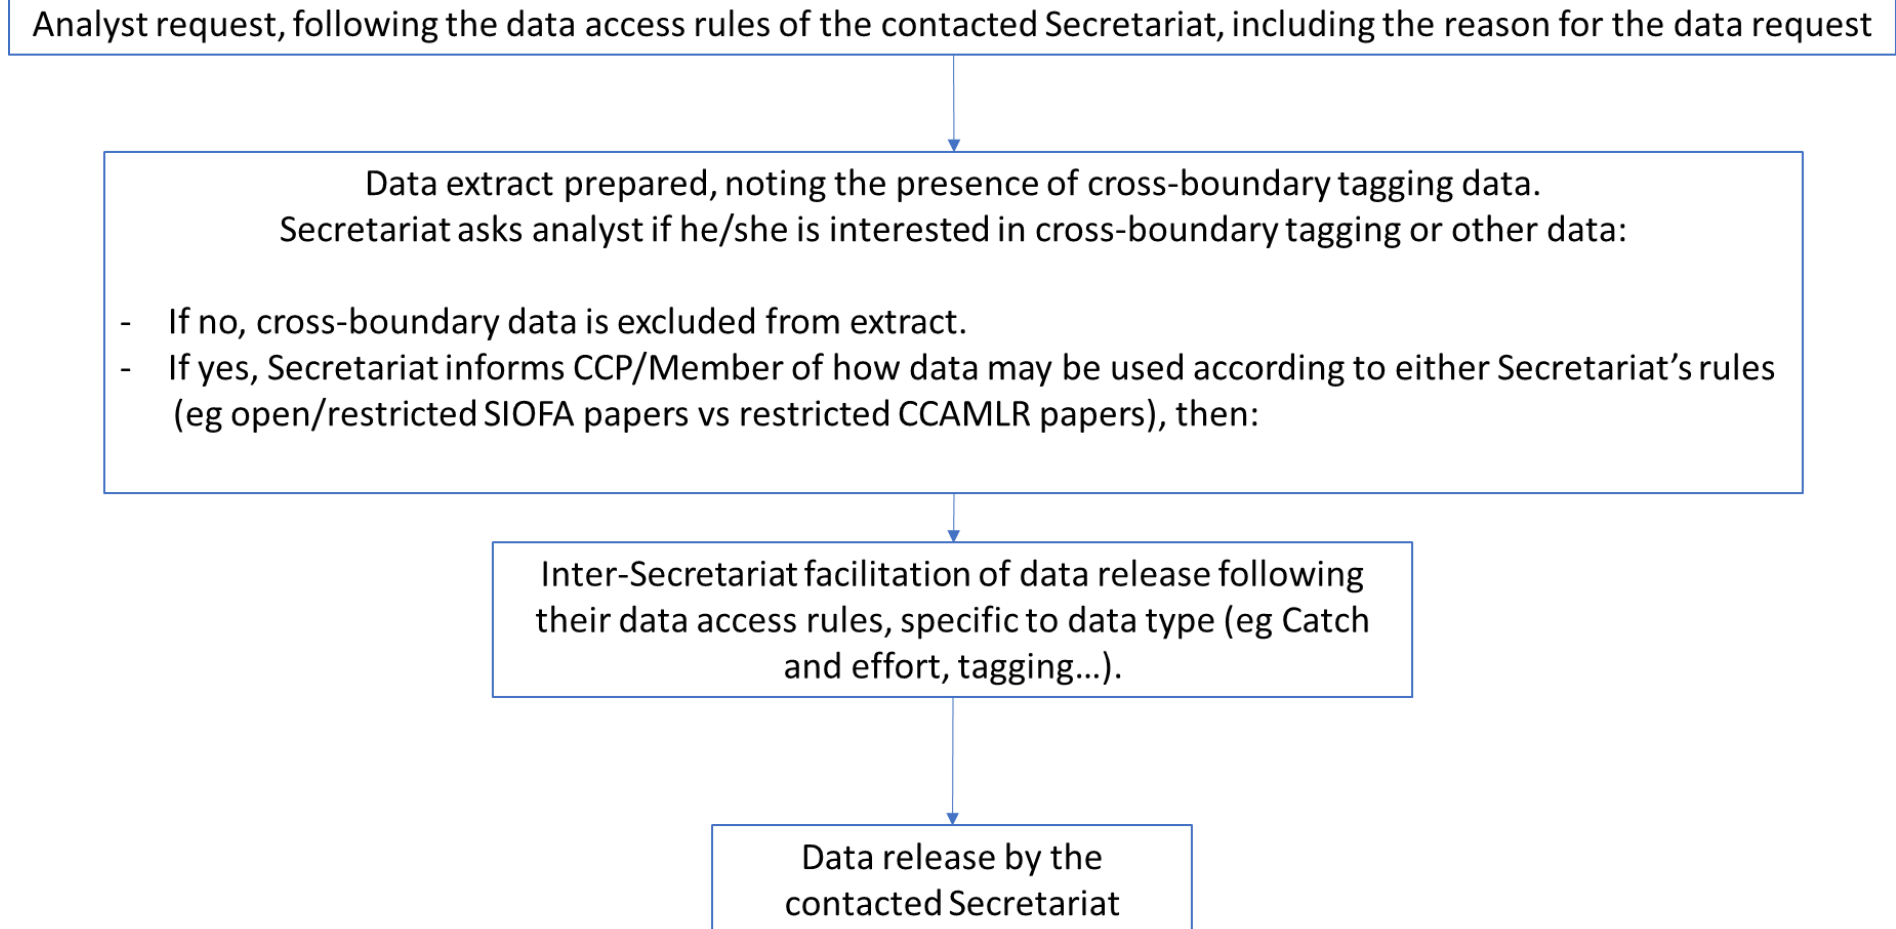 Analyst request, following the data access rules of the contacted Secretariat, including the reason for the data request
Data extract prepared, noting the presence of cross-boundary tagging data.
Secretariat asks analyst if he/she is interested in cross-boundary tagging or other data:
- If no, cross-boundary data is excluded from extract.
- If yes, Secretariat informs CCP/Member of how data may be used according to either Secretariat’s rules
(eg open/restricted SIOFA papers vs restricted CCAMLR papers), then:
Inter-Secretariat facilitation of data release following
their data access rules, specific to data type (eg Catch
and effort, tagging…).
Data release by the
contacted Secretariat